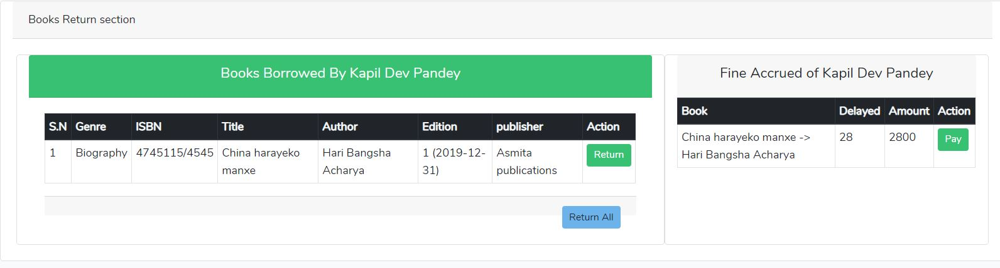 Books Return section
Books Borrowed By Kapil Dev Pandey
S.N Genre ISBN Title Author Edition publisher Action
1 Biography 4745115/4545 China harayeko Hari Bangsha 1 (2019-12- Asmita Return
manxe Acharya 31) publications
Return All
Fine Accrued of Kapil Dev Pandey
Book Delayed Amount Action
China harayeko manxe -> 28 2800 Pay
Hari Bangsha Acharya